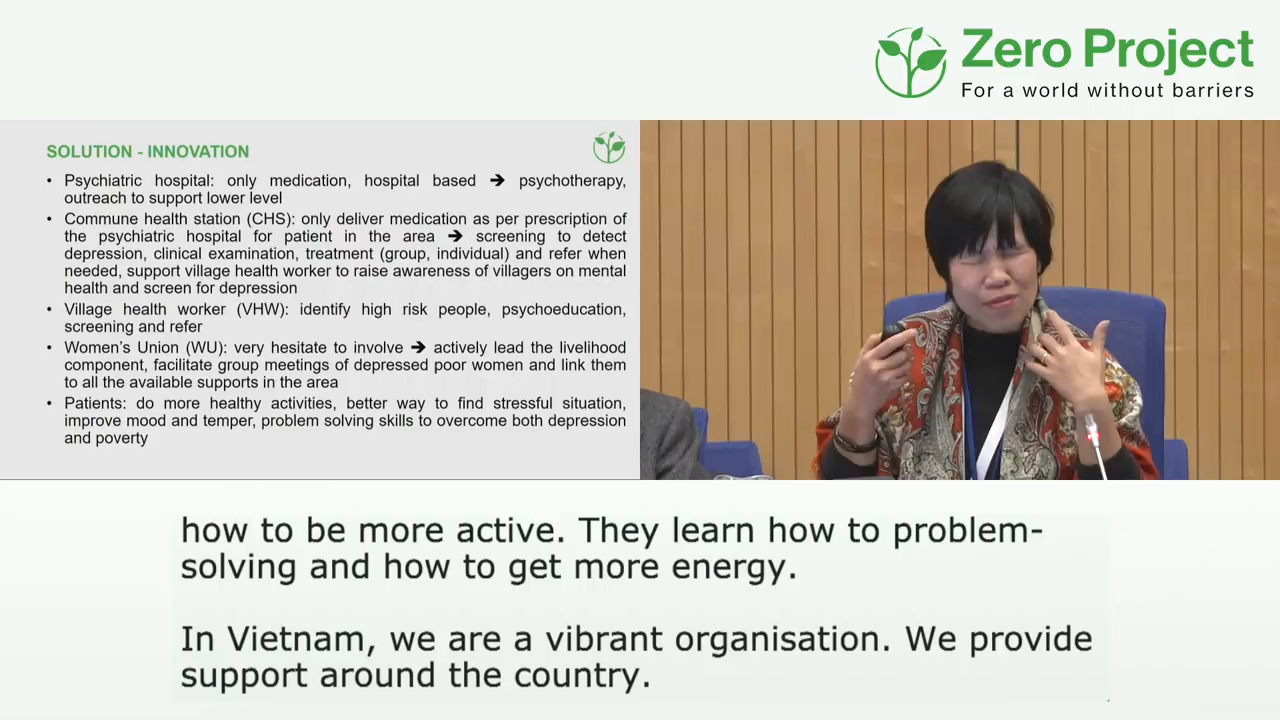 Zero Project
For a world without barriers
SOLUTION - INNOVATION
• Psychiatric hospital: only medication, hospital based ➔ psychotherapy,
outreach to support lower level
• Commune health station (CHS): only deliver medication as per prescription of
the psychiatric hospital for patient in the area ➔ screening to detect
depression, clinical examination, treatment (group, individual) and refer when
needed, support village health worker to raise awareness of villagers on mental
health and screen for depression
• Village health worker (VHW): identify high risk people, psychoeducation,
screening and refer
• Women's Union (WU): very hesitate to involve ➔ actively lead the livelihood
component, facilitate group meetings of depressed poor women and link them
to all the available supports in the area
• Patients: do more healthy activities, better way to find stressful situation,
improve mood and temper, problem solving skills to overcome both depression
and poverty
how to be more active. They learn how to problem-
solving and how to get more energy.
In Vietnam, we are a vibrant organisation. We provide
support around the country.